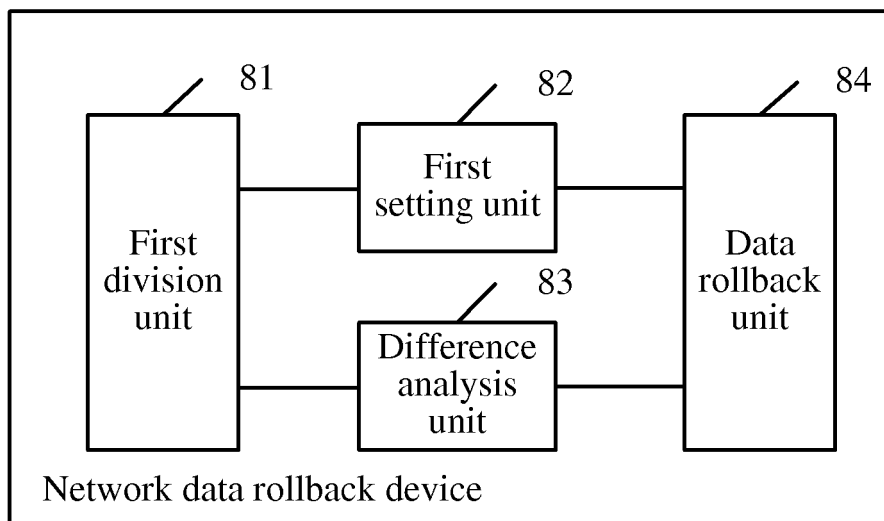 81
82
84
First
setting unit
First
division
unit
Data
rollback
unit
83
Difference
analysis
unit
Network data rollback device